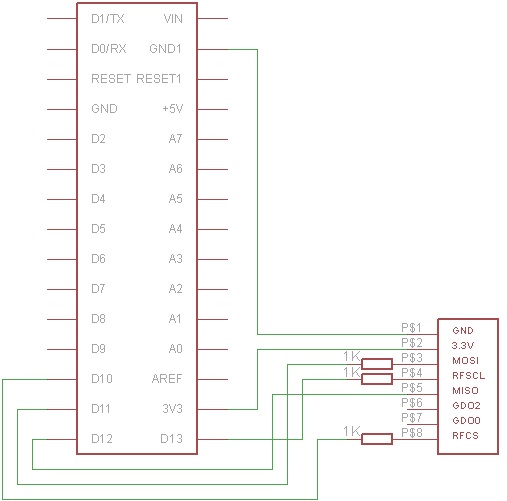 D1/TX VIN
D0/RX GND1
RESET RESET1
GND +5V
D2 A7
D3 A6
D4 A5
D5 A4
D6 A3
D7 A2
D8 A1
D9 A0
D10 AREF
D11 3V3
D12 D13
P$1 GND
P$2 3.3V
1K P$3 MOSI
1K P$4 RFSCL
P$5 MISO
P$6 GDO2
P$7 GDO0
1K P$8 RFCS